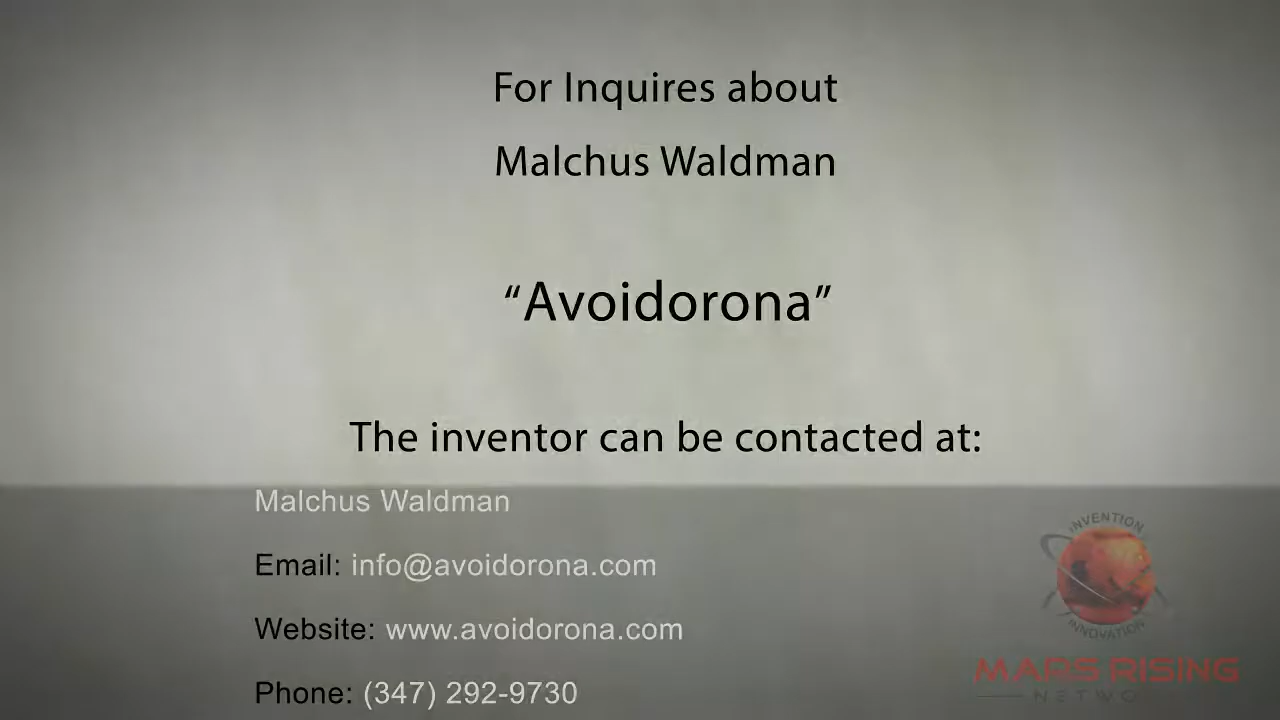 For Inquires about
Malchus Waldman
“Avoidorona”
The inventor can be contacted at:
Malchus Waldman
Email: info@avoidorona.com
Website: www.avoidorona.com
Phone: (347) 292-9730
INVENTION
INNOVATION
MARS RISING